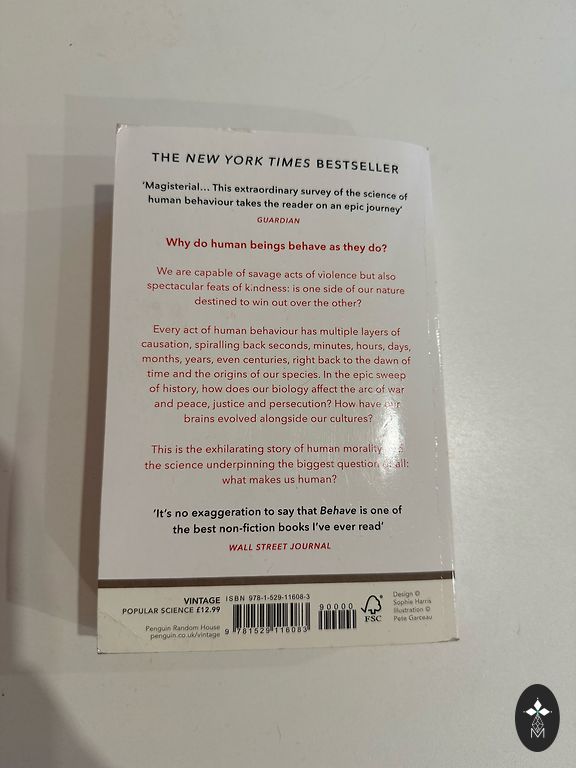 THE NEW YORK TIMES BESTSELLER
'Magisterial... This extraordinary survey of the science of
human behaviour takes the reader on an epic journey'
GUARDIAN
Why do human beings behave as they do?
We are capable of savage acts of violence but also
spectacular feats of kindness: is one side of our nature
destined to win out over the other?
Every act of human behaviour has multiple layers of
causation, spiralling back seconds, minutes, hours, days,
months, years, even centuries, right back to the dawn of
time and the origins of our species. In the epic sweep
of history, how does our biology affect the arc of war
and peace, justice and persecution? How have our
brains evolved alongside our cultures?
This is the exhilarating story of human morality
the science underpinning the biggest question all:
what makes us human?
'It's no exaggeration to say that Behave is one of
the best non-fiction books I've ever read'
WALL STREET JOURNAL
VINTAGE
POPULAR SCIENCE £12.99
Penguin Random House
penguin.co.uk/vintage
ISBN 978-1-529-11608-3
9 781529 116083
90000
FSC
Design ©
Sophie Harris
Illustration ©
Pete Garceau
M